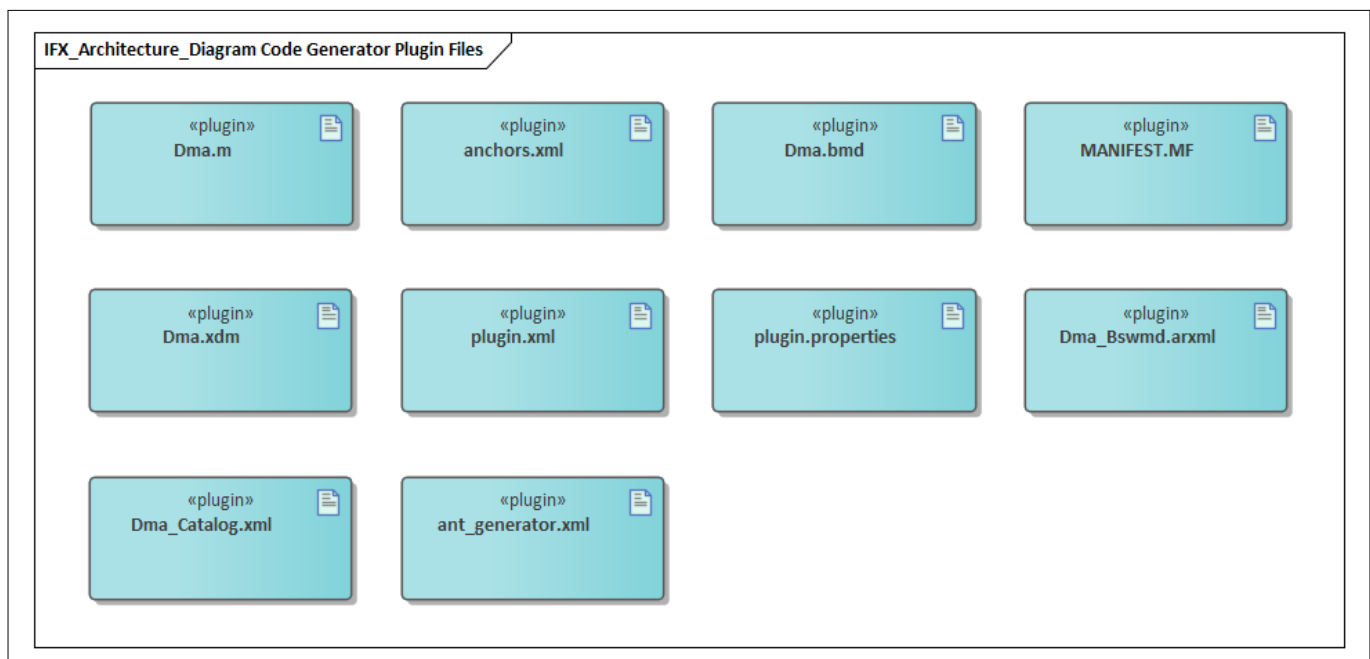 IFX_Architecture_Diagram Code Generator Plugin Files
«plugin»
Dma.m
«plugin»
anchors.xml
«plugin»
Dma.bmd
«plugin»
MANIFEST.MF
«plugin»
Dma.xdm
«plugin»
plugin.xml
«plugin»
plugin.properties
«plugin»
Dma_Bswmd.arxml
«plugin»
Dma_Catalog.xml
«plugin»
ant_generator.xml